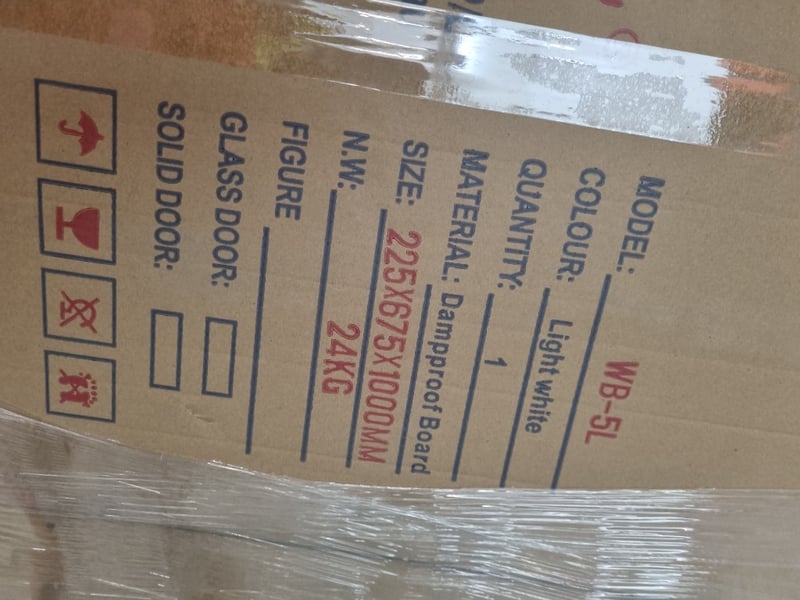 MODEL: WB-5L
COLOUR: Light white
QUANTITY: 1
MATERIAL: Dampproof Board
SIZE: 225X675X1000MM
N.W: 24KG
FIGURE
GLASS DOOR:
SOLID DOOR: